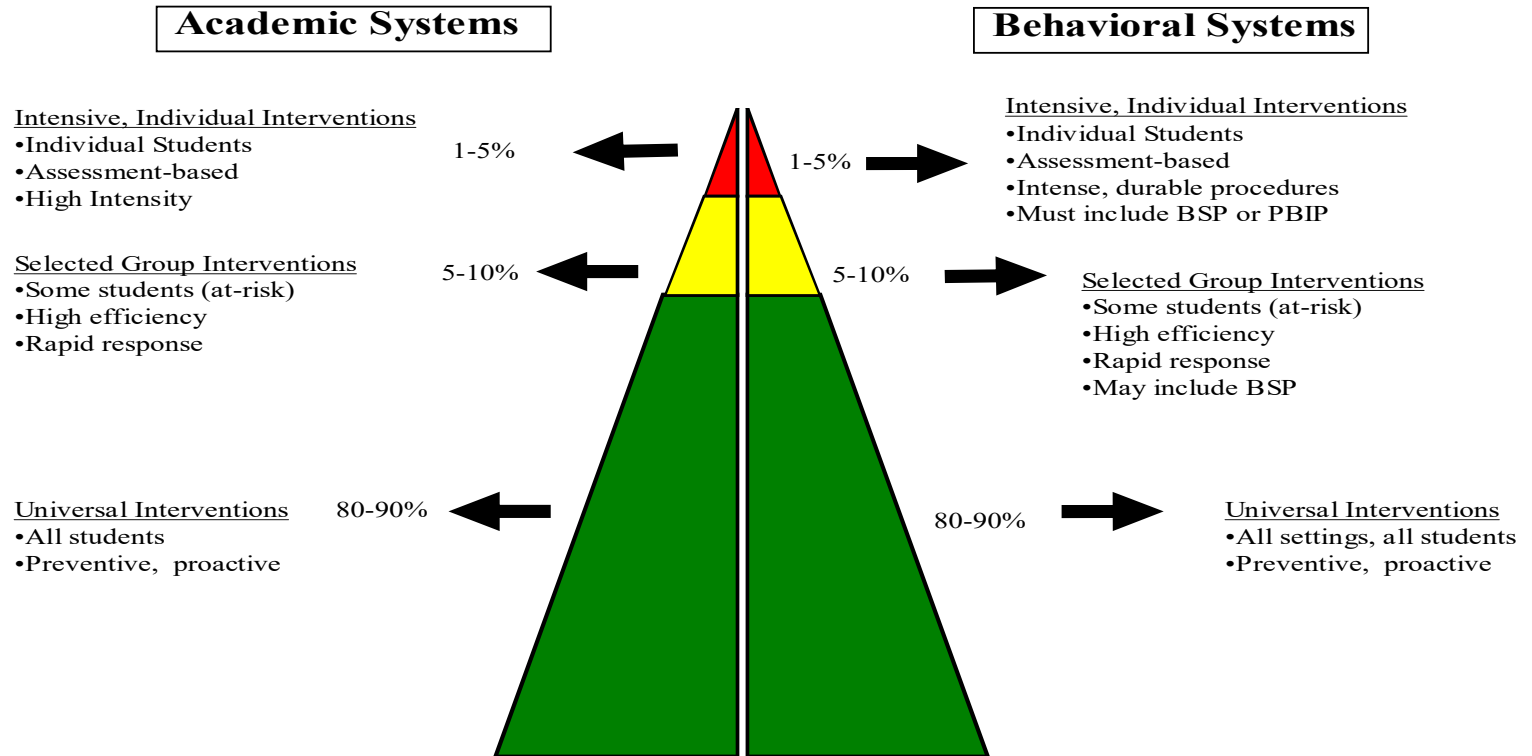 Academic Systems
Behavioral Systems
Intensive, Individual Interventions
•Individual Students
•Assessment-based
•High Intensity
1-5%
1-5%
Intensive, Individual Interventions
•Individual Students
•Assessment-based
•Intense, durable procedures
•Must include BSP or PBIP
Selected Group Interventions
•Some students (at-risk)
•High efficiency
•Rapid response
5-10%
5-10%
Selected Group Interventions
•Some students (at-risk)
•High efficiency
•Rapid response
•May include BSP
Universal Interventions
•All students
•Preventive, proactive
80-90%
80-90%
Universal Interventions
•All settings, all students
•Preventive, proactive